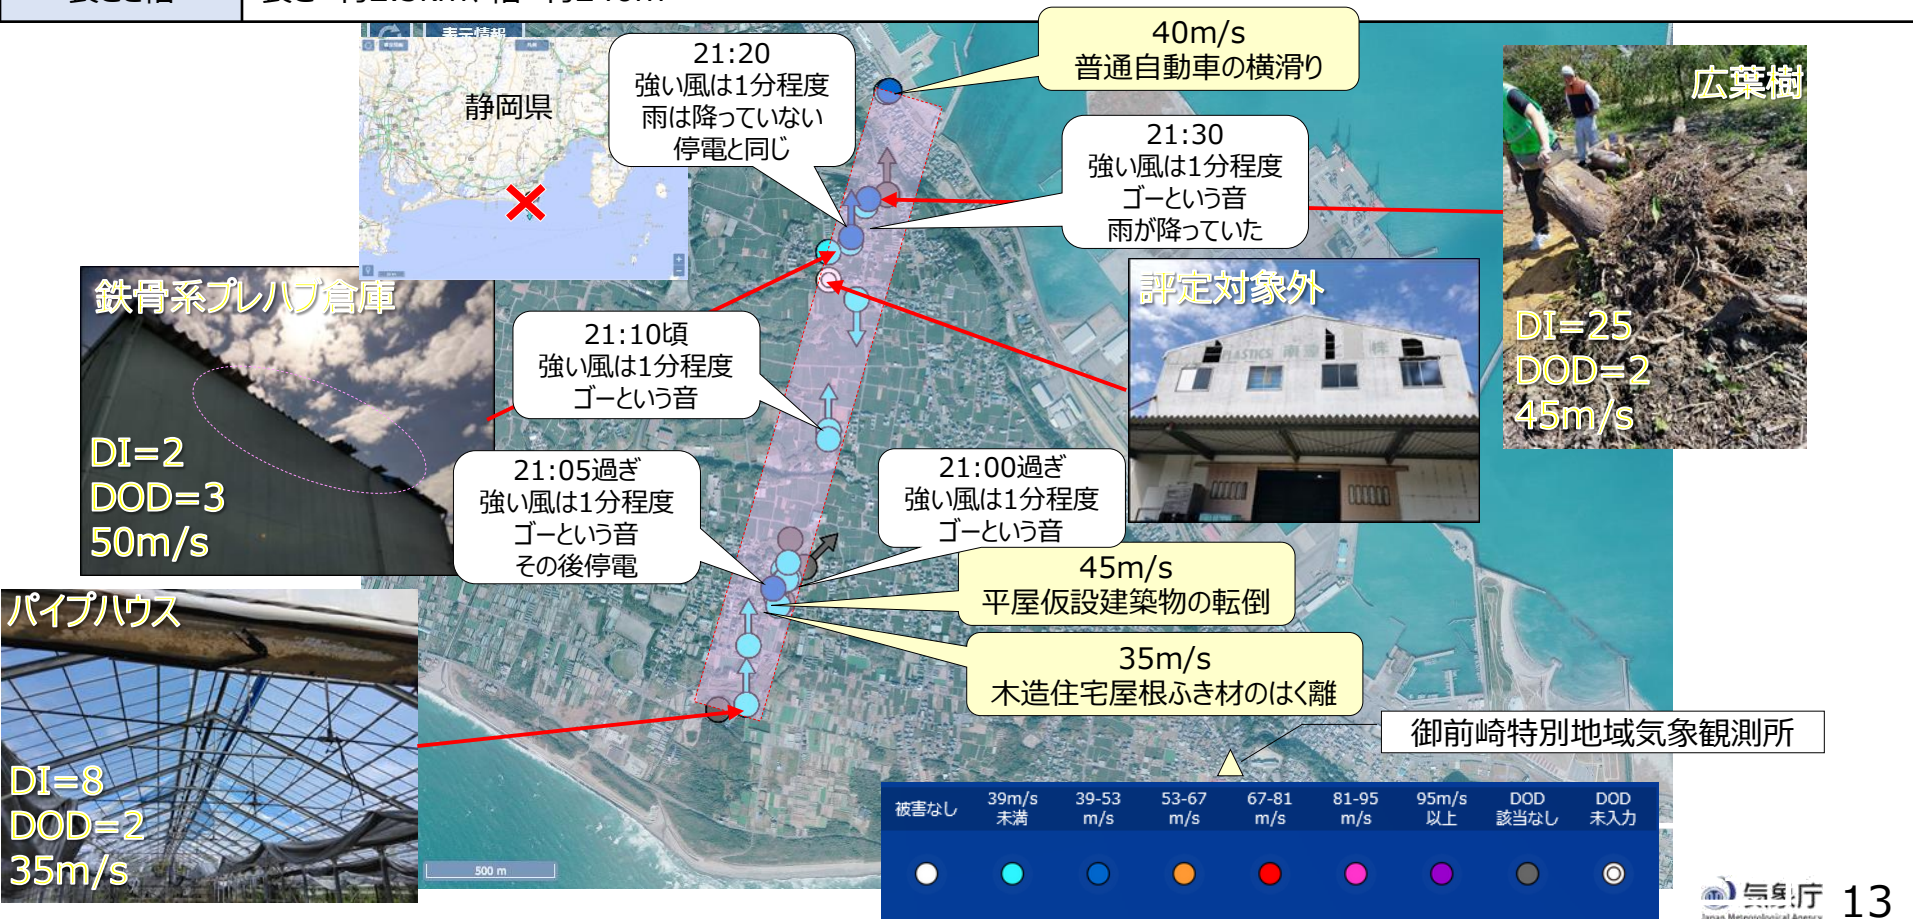 表示情報
静岡県
21:20
強い風は1分程度
雨は降っていない
停電と同じ
40m/s
普通自動車の横滑り
21:30
強い風は1分程度
ゴーという音
雨が降っていた
広葉樹
DI=25
DOD=2
45m/s
鉄骨系プレハブ倉庫
DI=2
DOD=3
50m/s
21:10頃
強い風は1分程度
ゴーという音
評定対象外
PLASTICS
株
21:05過ぎ
強い風は1分程度
ゴーという音
その後停電
21:00過ぎ
強い風は1分程度
ゴーという音
45m/s
平屋仮設建築物の転倒
35m/s
木造住宅屋根ふき材のはく離
パイプハウス
DI=8
DOD=2
35m/s
御前崎特別地域気象観測所
500 m
被害なし
39m/s
未満
39-53
m/s
53-67
m/s
67-81
m/s
81-95
m/s
95m/s
以上
DOD
該当なし
DOD
未入力
気象庁
Japan Meteorological Agency
13